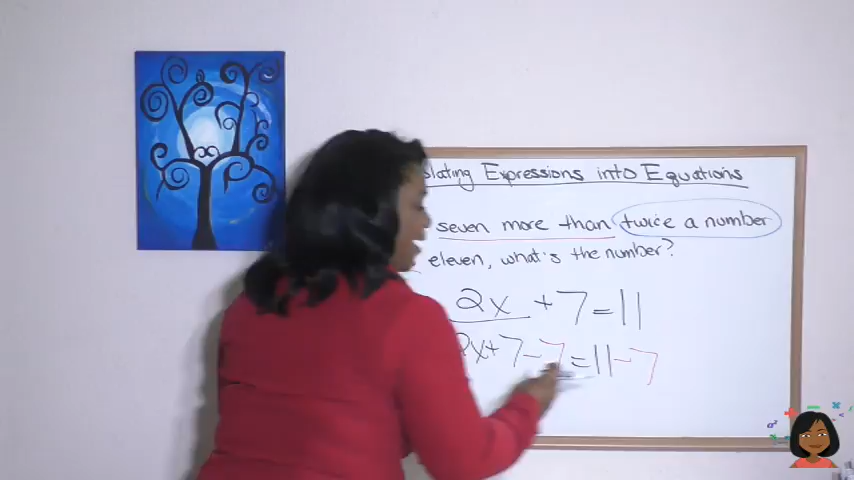 Expressions into Equations
seven more than twice a number
eleven, what's the number?
2x + 7 = 11
2x+7-7=11-7